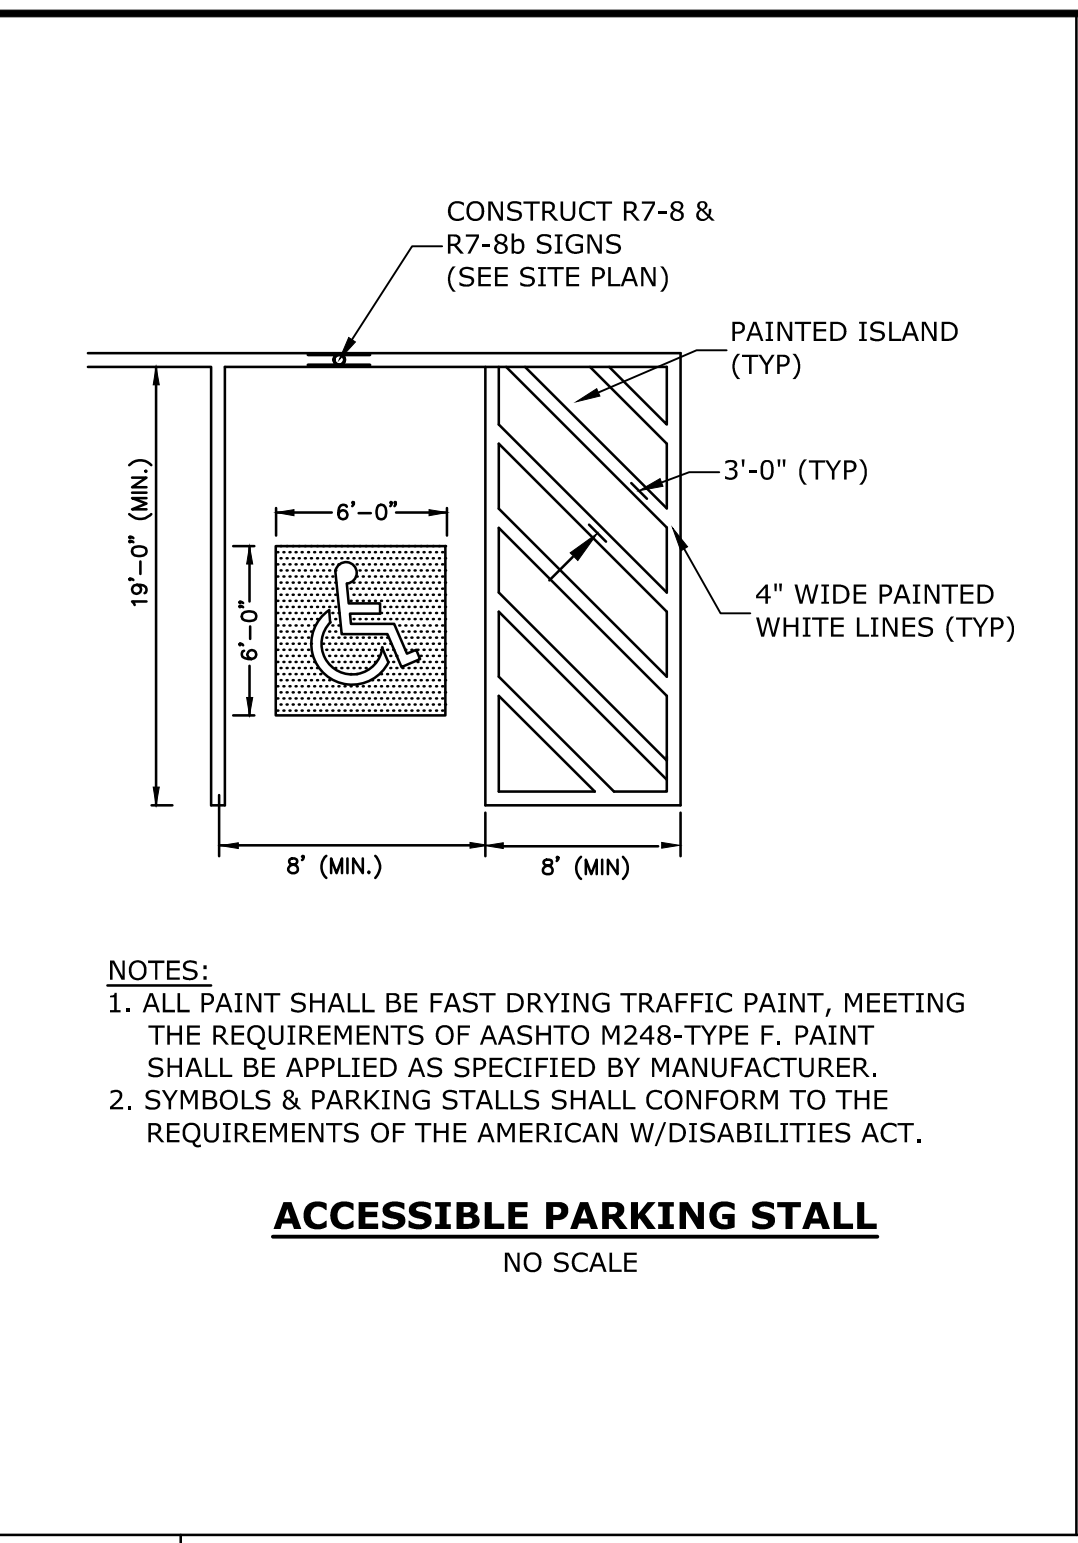 CONSTRUCT R7-8 &
R7-8b SIGNS
(SEE SITE PLAN)
PAINTED ISLAND
(TYP)
3'-0" (TYP)
19'-0" (MIN.)
6'-0"
6'-0"
4" WIDE PAINTED
WHITE LINES (TYP)
8' (MIN.)
8' (MIN)
NOTES:
1. ALL PAINT SHALL BE FAST DRYING TRAFFIC PAINT, MEETING
THE REQUIREMENTS OF AASHTO M248-TYPE F. PAINT
SHALL BE APPLIED AS SPECIFIED BY MANUFACTURER.
2. SYMBOLS & PARKING STALLS SHALL CONFORM TO THE
REQUIREMENTS OF THE AMERICAN W/DISABILITIES ACT.
ACCESSIBLE PARKING STALL
NO SCALE